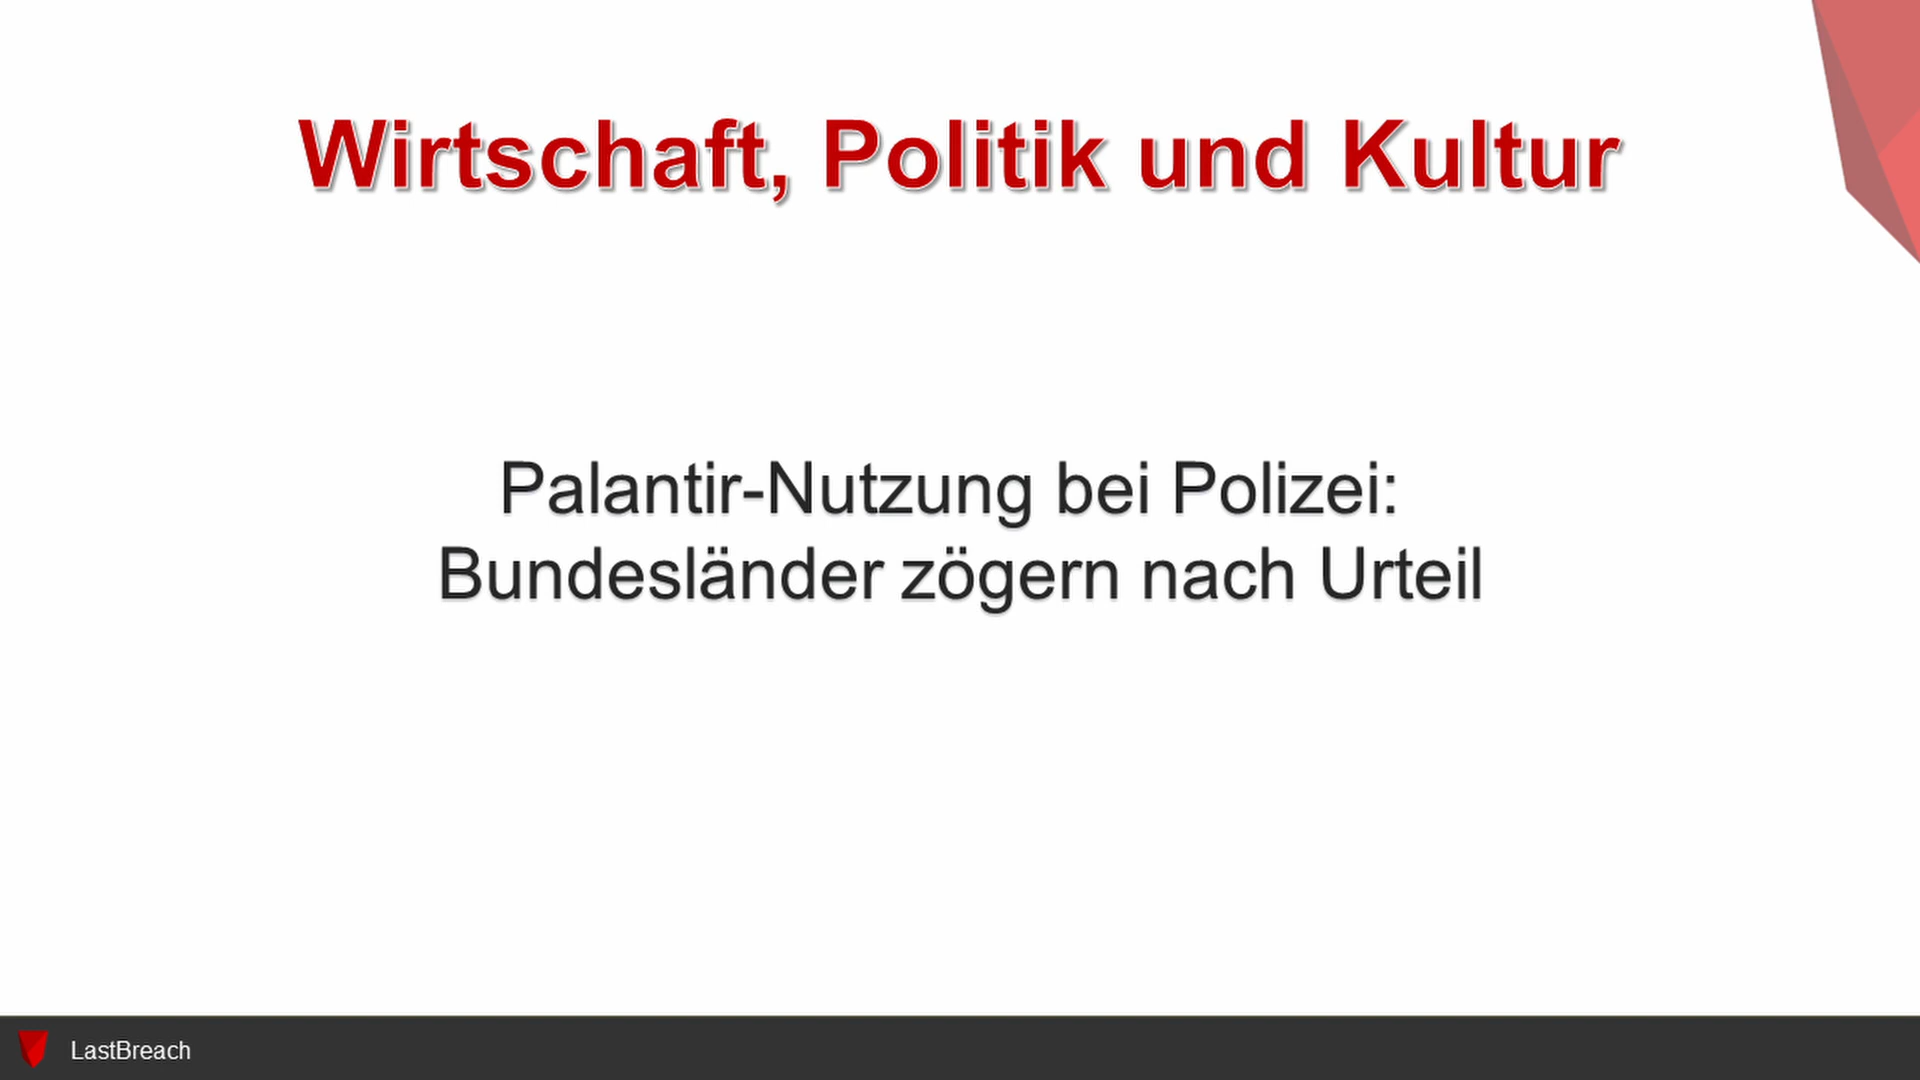 Wirtschaft, Politik und Kultur
Palantir-Nutzung bei Polizei:
Bundesländer zögern nach Urteil
LastBreach